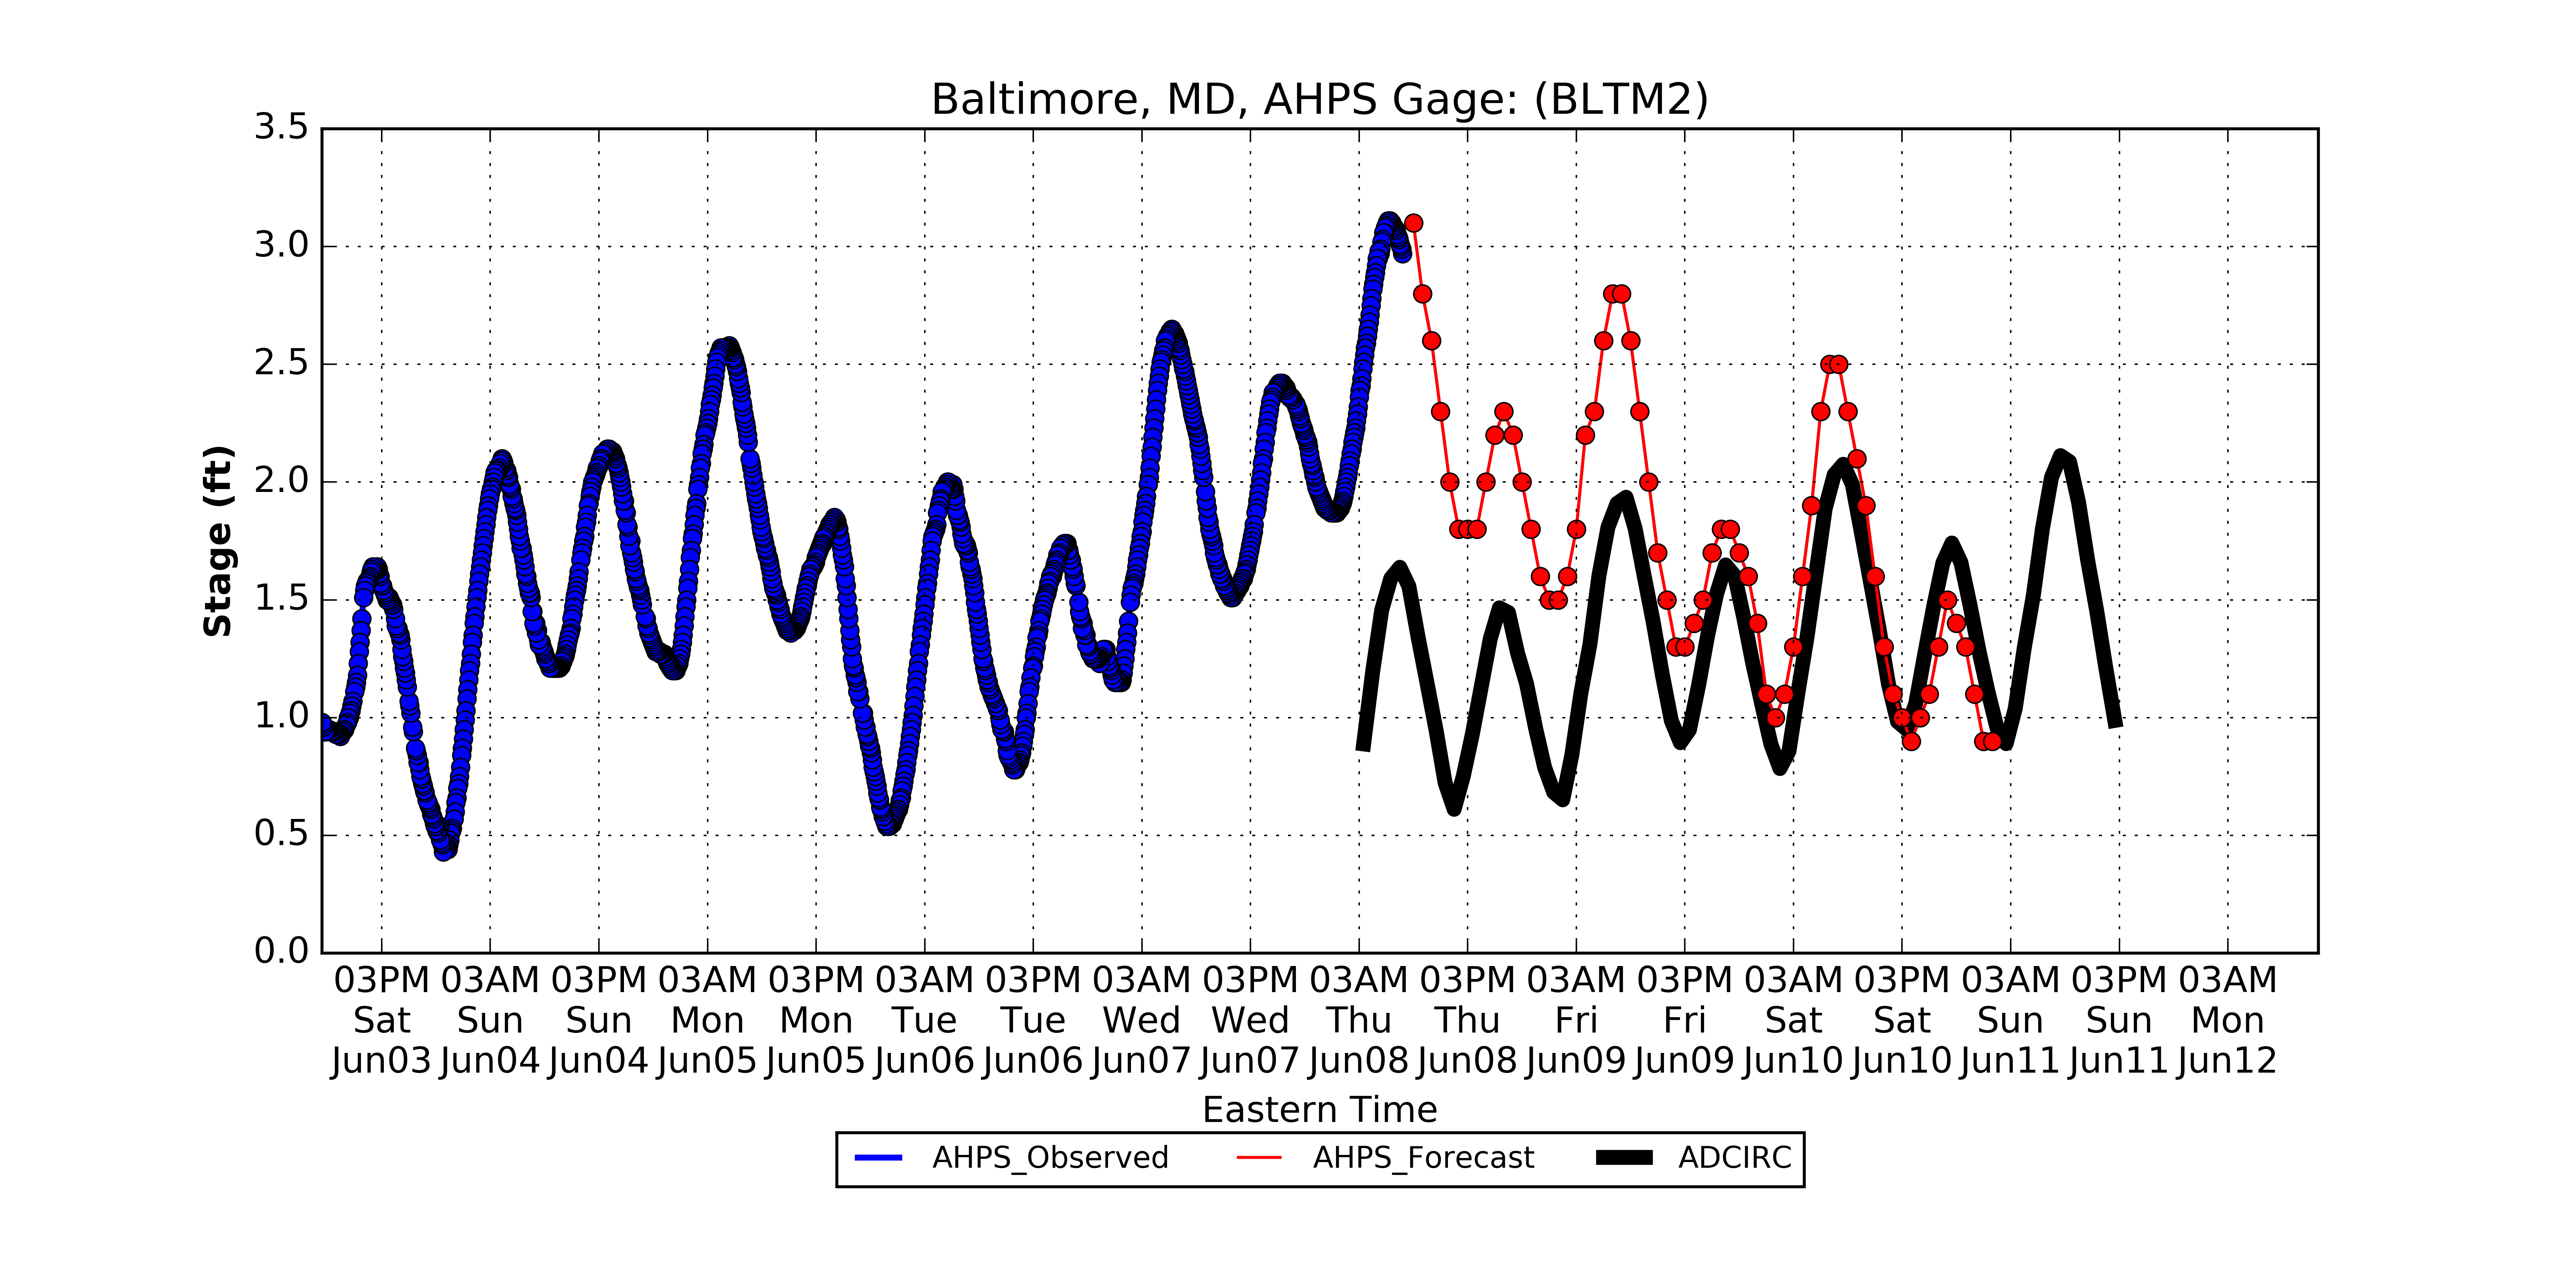 Baltimore, MD, AHPS Gage: (BLTM2)
3.5
3.0
2.5
2.0
1.5
1.0
0.5
0.0
Stage (ft)
03PM 03AM 03PM 03AM 03PM 03AM 03PM 03AM 03PM 03AM 03PM 03AM 03PM 03AM 03PM 03AM 03PM 03AM
Sat Sun Sun Mon Mon Tue Tue Wed Wed Thu Thu Fri Fri Sat Sat Sun Sun Mon
Jun03 Jun04 Jun04 Jun05 Jun05 Jun06 Jun06 Jun07 Jun07 Jun08 Jun08 Jun09 Jun09 Jun10 Jun10 Jun11 Jun11 Jun12
Eastern Time
AHPS_Observed AHPS_Forecast ADCIRC